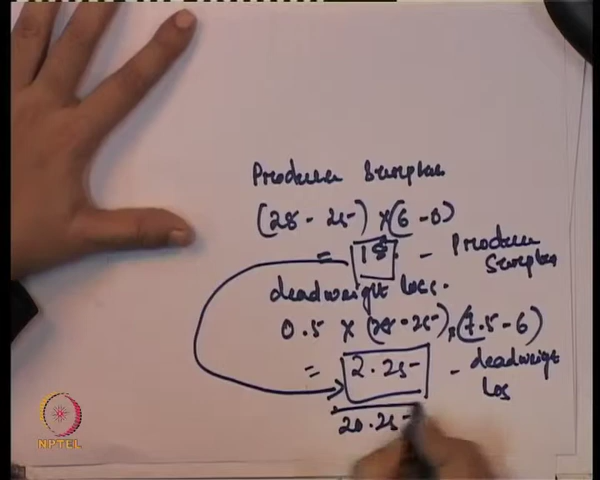 Producer Surplus
(28 - 25) × (6 - 0)
= 18. - Producer Surplus
deadweight loss.
0.5 × (28 - 25) × (7.5 - 6)
= 2.25 - deadweight loss
20.25
NPTEL